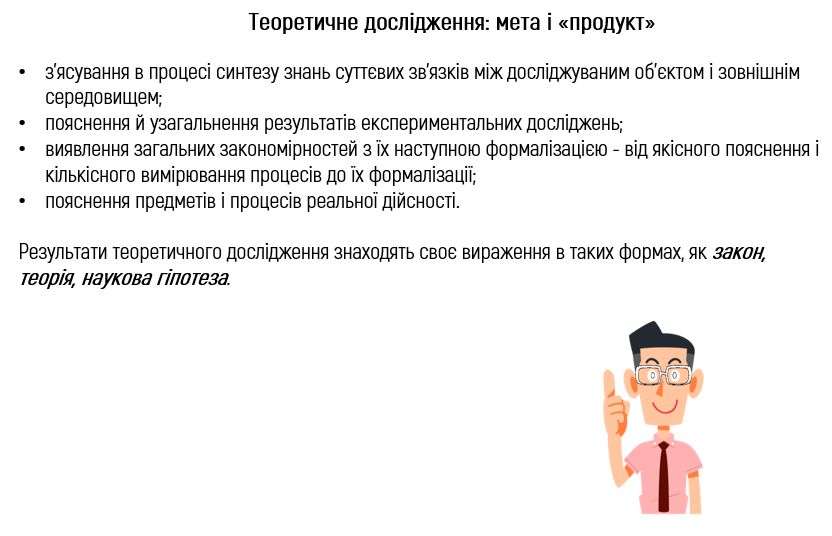 Теоретичне дослідження: мета і «продукт»
• з’ясування в процесі синтезу знань суттєвих зв’язків між досліджуваним об’єктом і зовнішнім
середовищем;
• пояснення й узагальнення результатів експериментальних досліджень;
• виявлення загальних закономірностей з їх наступною формалізацією - від якісного пояснення і
кількісного вимірювання процесів до їх формалізації;
• пояснення предметів і процесів реальної дійсності.
Результати теоретичного дослідження знаходять своє вираження в таких формах, як закон,
теорія, наукова гіпотеза.